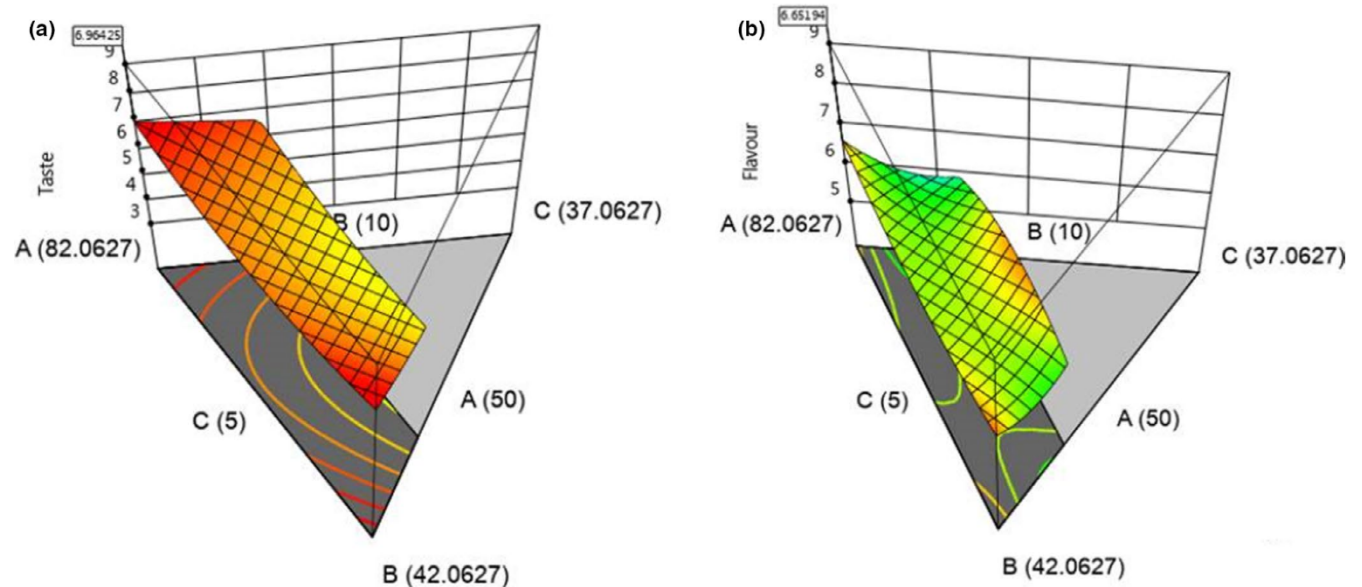 (a)
6.96425
9
8
7
6
5
4
3
Taste
A (82.0627)
B (10)
C (37.0627)
C (5)
A (50)
B (42.0627)
(b)
6.65194
9
8
7
6
5
Flavour
A (82.0627)
B (10)
C (37.0627)
C (5)
A (50)
B (42.0627)